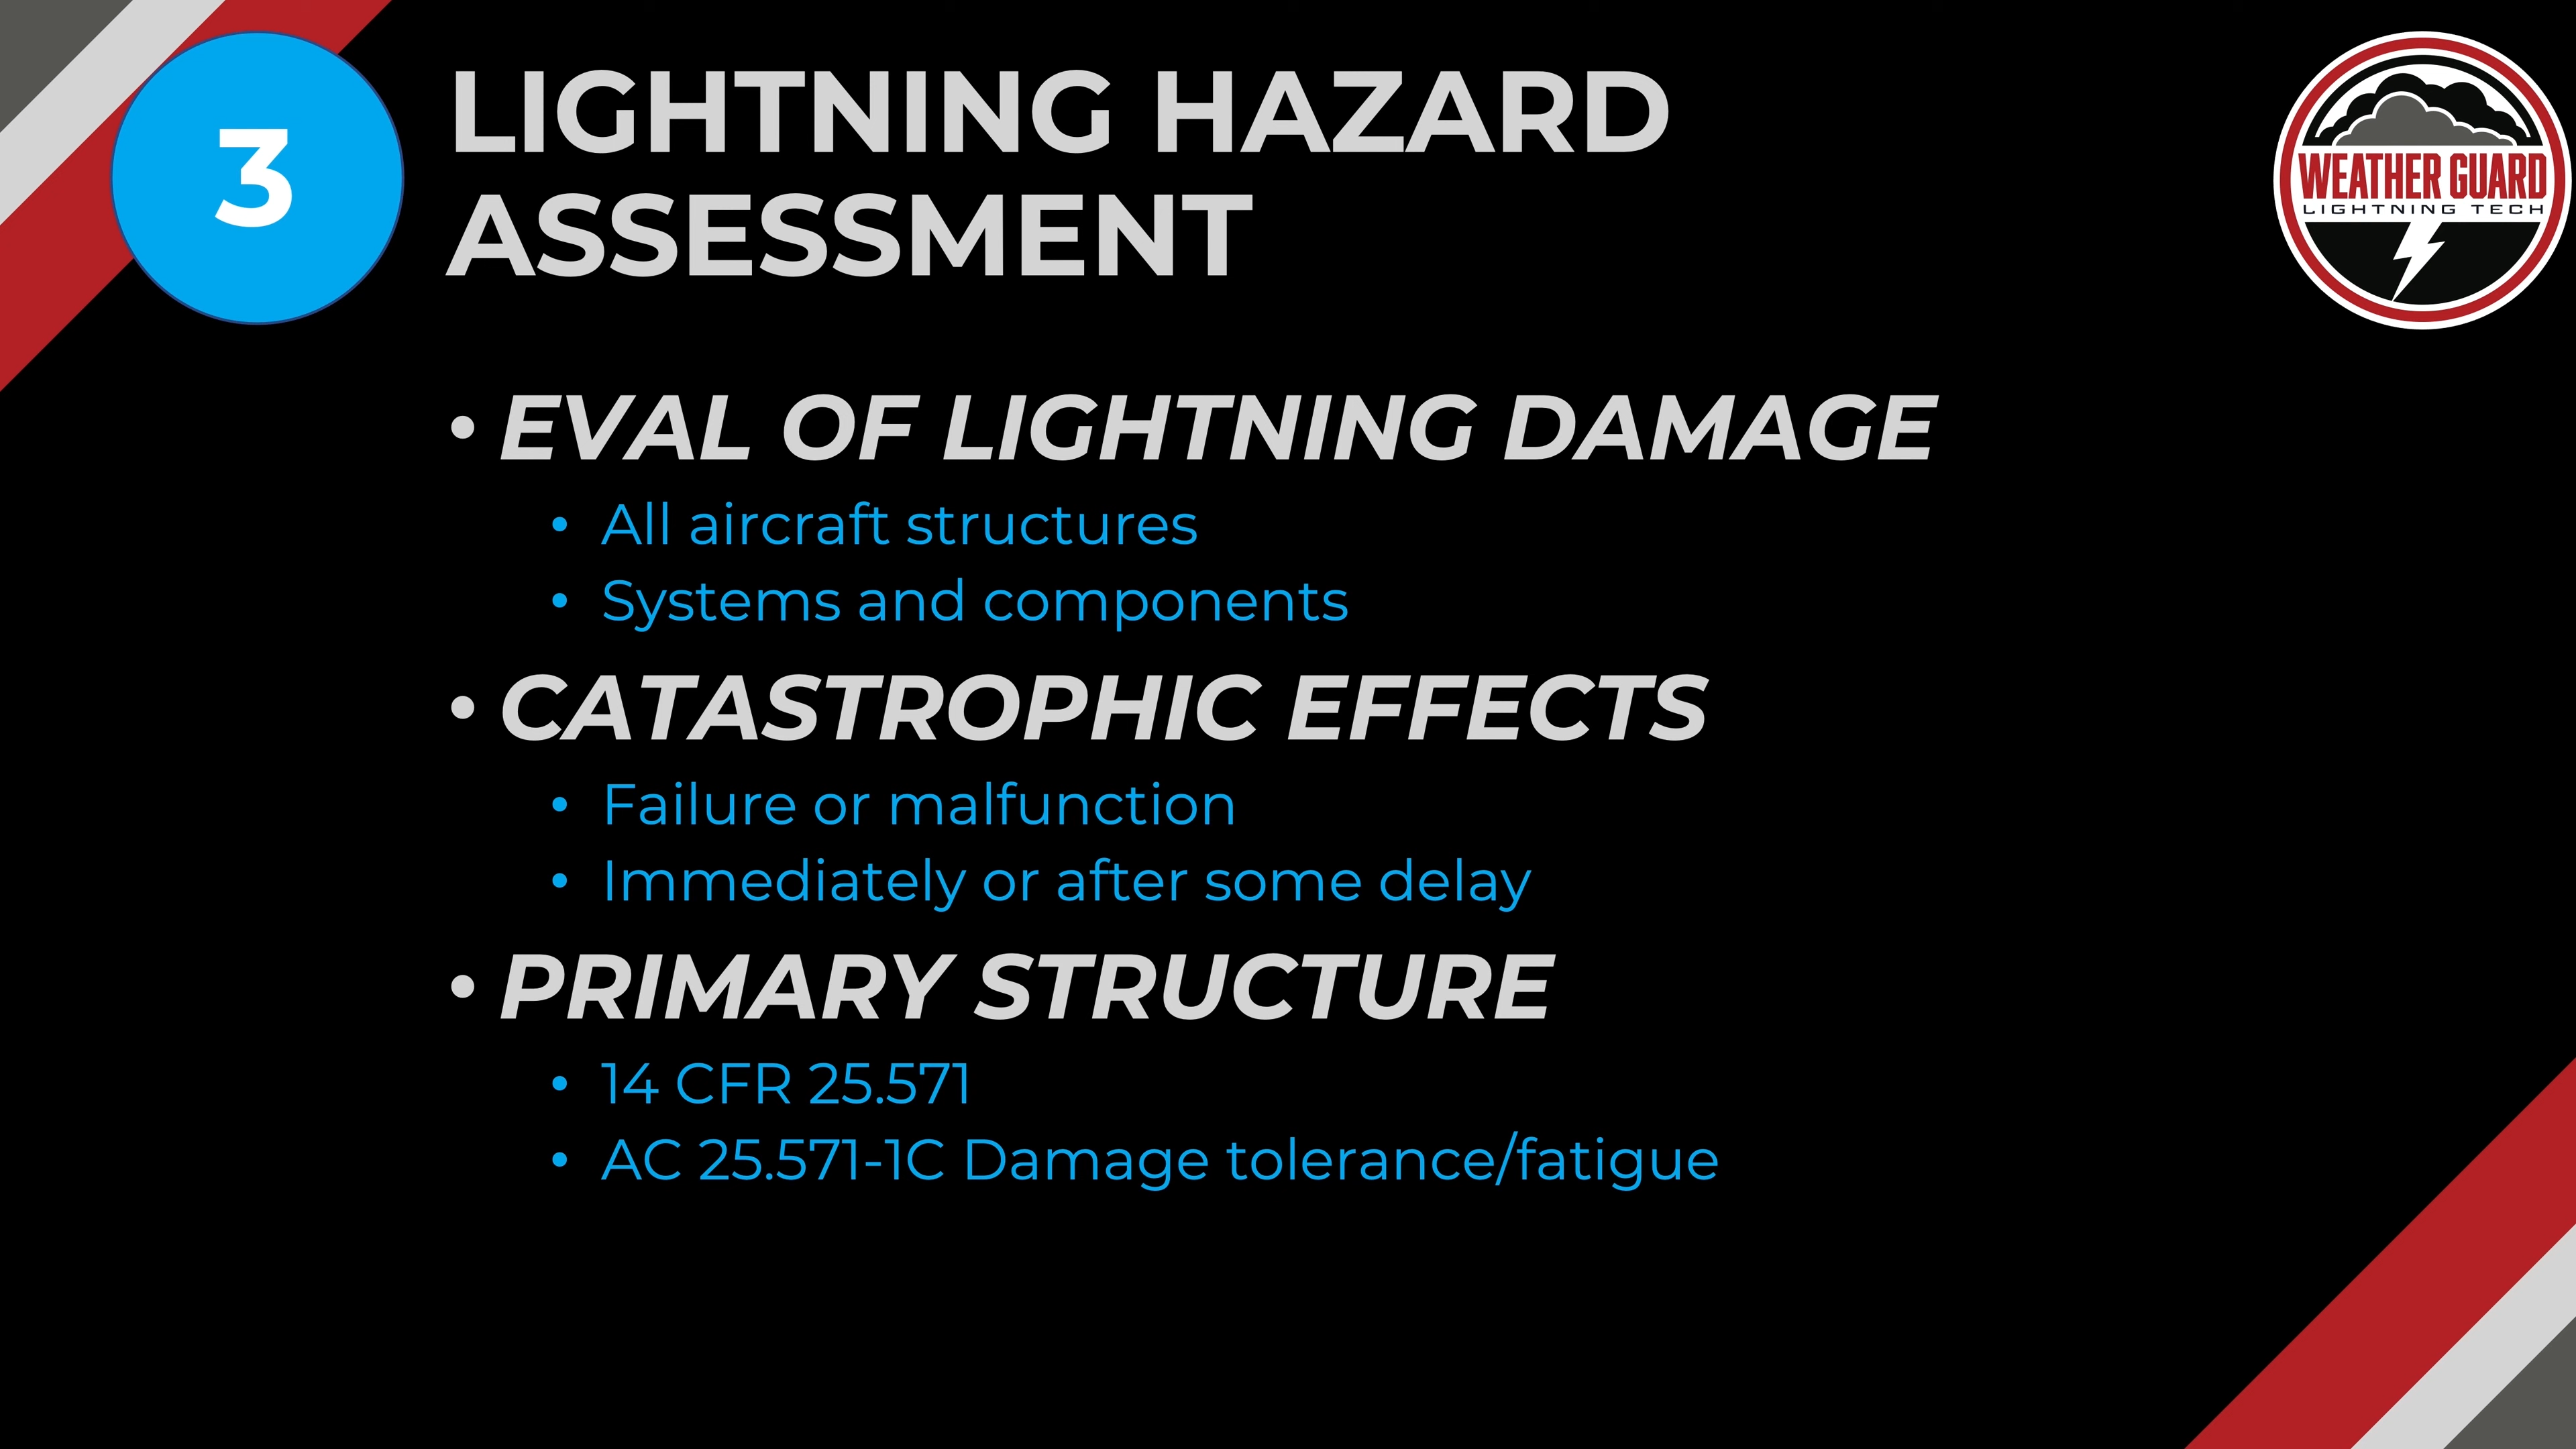 3
LIGHTNING HAZARD
ASSESSMENT
WEATHER GUARD
LIGHTNING TECH
• EVAL OF LIGHTNING DAMAGE
• All aircraft structures
• Systems and components
• CATASTROPHIC EFFECTS
• Failure or malfunction
• Immediately or after some delay
• PRIMARY STRUCTURE
• 14 CFR 25.571
• AC 25.571-1C Damage tolerance/fatigue